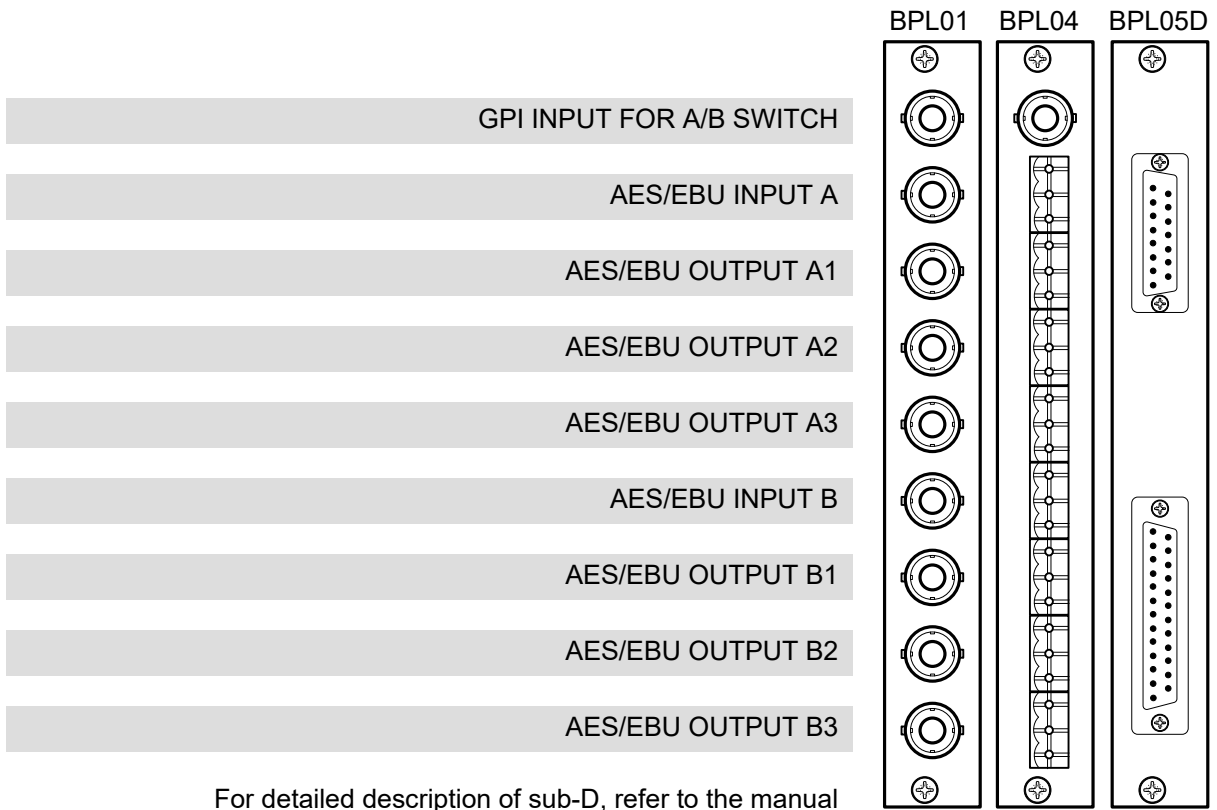 BPL01 BPL04 BPL05D
GPI INPUT FOR A/B SWITCH
AES/EBU INPUT A
AES/EBU OUTPUT A1
AES/EBU OUTPUT A2
AES/EBU OUTPUT A3
AES/EBU INPUT B
AES/EBU OUTPUT B1
AES/EBU OUTPUT B2
AES/EBU OUTPUT B3
For detailed description of sub-D, refer to the manual